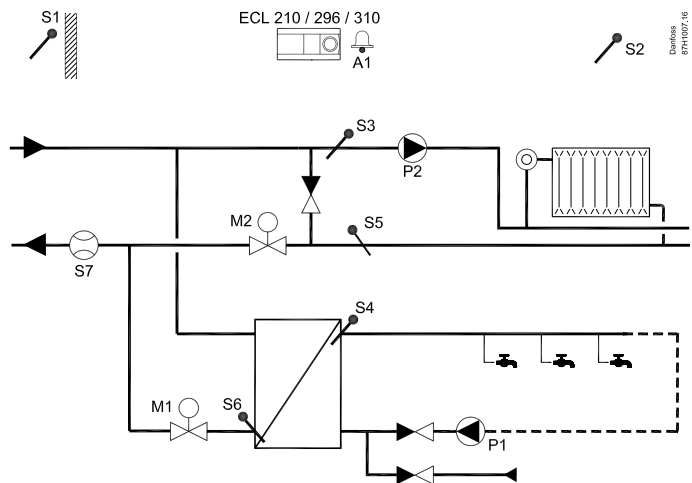 S1
ECL 210 / 296 / 310
A1
S2
Danfoss
87H1007.16
S3
P2
M2
S5
S7
S4
M1
S6
P1